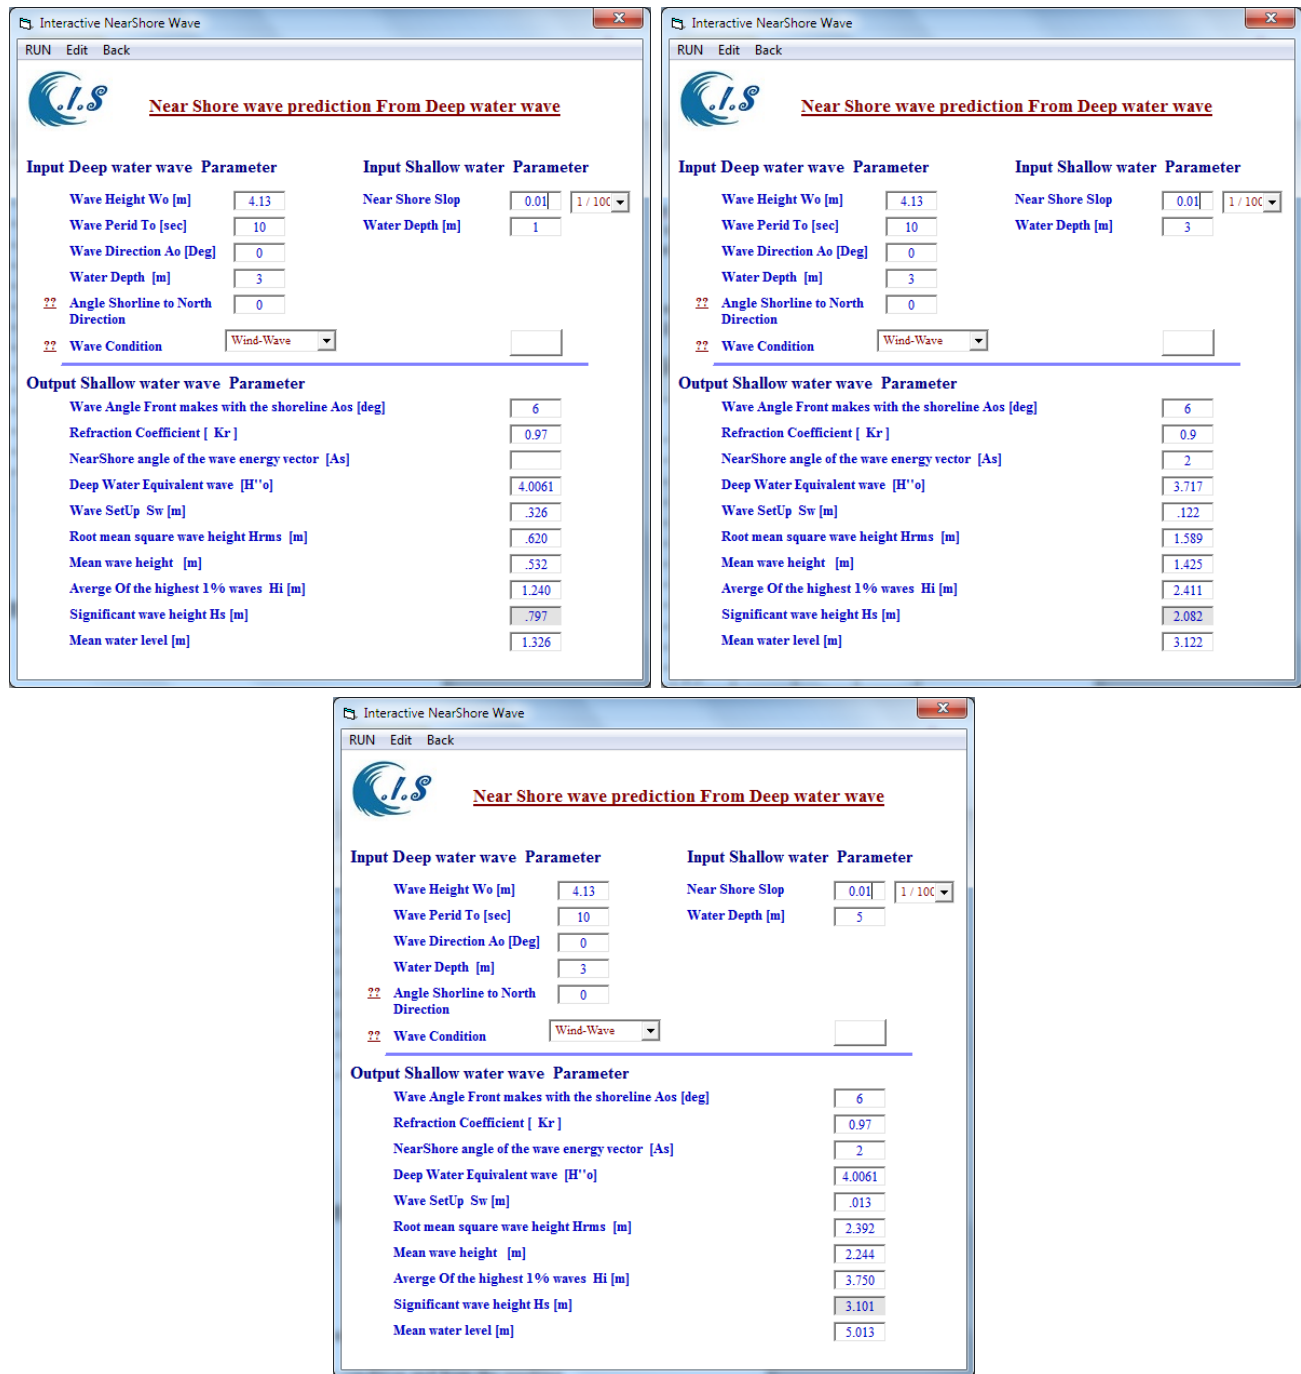 Interactive NearShore Wave
RUN Edit Back
C.I.S
Near Shore wave prediction From Deep water wave
Input Deep water wave Parameter Input Shallow water Parameter
Wave Height Wo [m] 4.13 Near Shore Slop 0.01 1 / 100
Wave Perid To [sec] 10 Water Depth [m] 1
Wave Direction Ao [Deg] 0
Water Depth [m] 3
?? Angle Shorline to North 0
Direction
?? Wave Condition Wind-Wave
Output Shallow water wave Parameter
Wave Angle Front makes with the shoreline Aos [deg] 6
Refraction Coefficient [ Kr ] 0.97
NearShore angle of the wave energy vector [As]
Deep Water Equivalent wave [H''o] 4.0061
Wave SetUp Sw [m] .326
Root mean square wave height Hrms [m] .620
Mean wave height [m] .532
Averge Of the highest 1% waves Hi [m] 1.240
Significant wave height Hs [m] .797
Mean water level [m] 1.326
Interactive NearShore Wave
RUN Edit Back
C.I.S
Near Shore wave prediction From Deep water wave
Input Deep water wave Parameter Input Shallow water Parameter
Wave Height Wo [m] 4.13 Near Shore Slop 0.01 1 / 100
Wave Perid To [sec] 10 Water Depth [m] 3
Wave Direction Ao [Deg] 0
Water Depth [m] 3
?? Angle Shorline to North 0
Direction
?? Wave Condition Wind-Wave
Output Shallow water wave Parameter
Wave Angle Front makes with the shoreline Aos [deg] 6
Refraction Coefficient [ Kr ] 0.9
NearShore angle of the wave energy vector [As] 2
Deep Water Equivalent wave [H''o] 3.717
Wave SetUp Sw [m] .122
Root mean square wave height Hrms [m] 1.589
Mean wave height [m] 1.425
Averge Of the highest 1% waves Hi [m] 2.411
Significant wave height Hs [m] 2.082
Mean water level [m] 3.122
Interactive NearShore Wave
RUN Edit Back
C.I.S
Near Shore wave prediction From Deep water wave
Input Deep water wave Parameter Input Shallow water Parameter
Wave Height Wo [m] 4.13 Near Shore Slop 0.01 1 / 100
Wave Perid To [sec] 10 Water Depth [m] 5
Wave Direction Ao [Deg] 0
Water Depth [m] 3
?? Angle Shorline to North 0
Direction
?? Wave Condition Wind-Wave
Output Shallow water wave Parameter
Wave Angle Front makes with the shoreline Aos [deg] 6
Refraction Coefficient [ Kr ] 0.97
NearShore angle of the wave energy vector [As] 2
Deep Water Equivalent wave [H''o] 4.0061
Wave SetUp Sw [m] .013
Root mean square wave height Hrms [m] 2.392
Mean wave height [m] 2.244
Averge Of the highest 1% waves Hi [m] 3.750
Significant wave height Hs [m] 3.101
Mean water level [m] 5.013